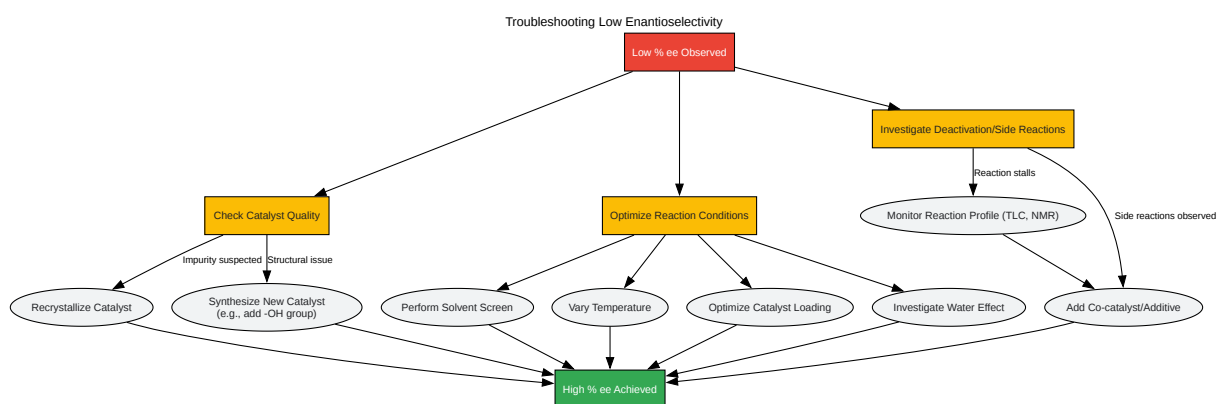 Troubleshooting Low Enantioselectivity
Low % ee Observed
Investigate Deactivation/Side Reactions
Reaction stalls
Check Catalyst Quality
Optimize Reaction Conditions
Monitor Reaction Profile (TLC, NMR)
Side reactions observed
Impurity suspected
Structural issue
Recrystallize Catalyst
Synthesize New Catalyst
(e.g., add -OH group)
Perform Solvent Screen
Vary Temperature
Optimize Catalyst Loading
Investigate Water Effect
Add Co-catalyst/Additive
High % ee Achieved